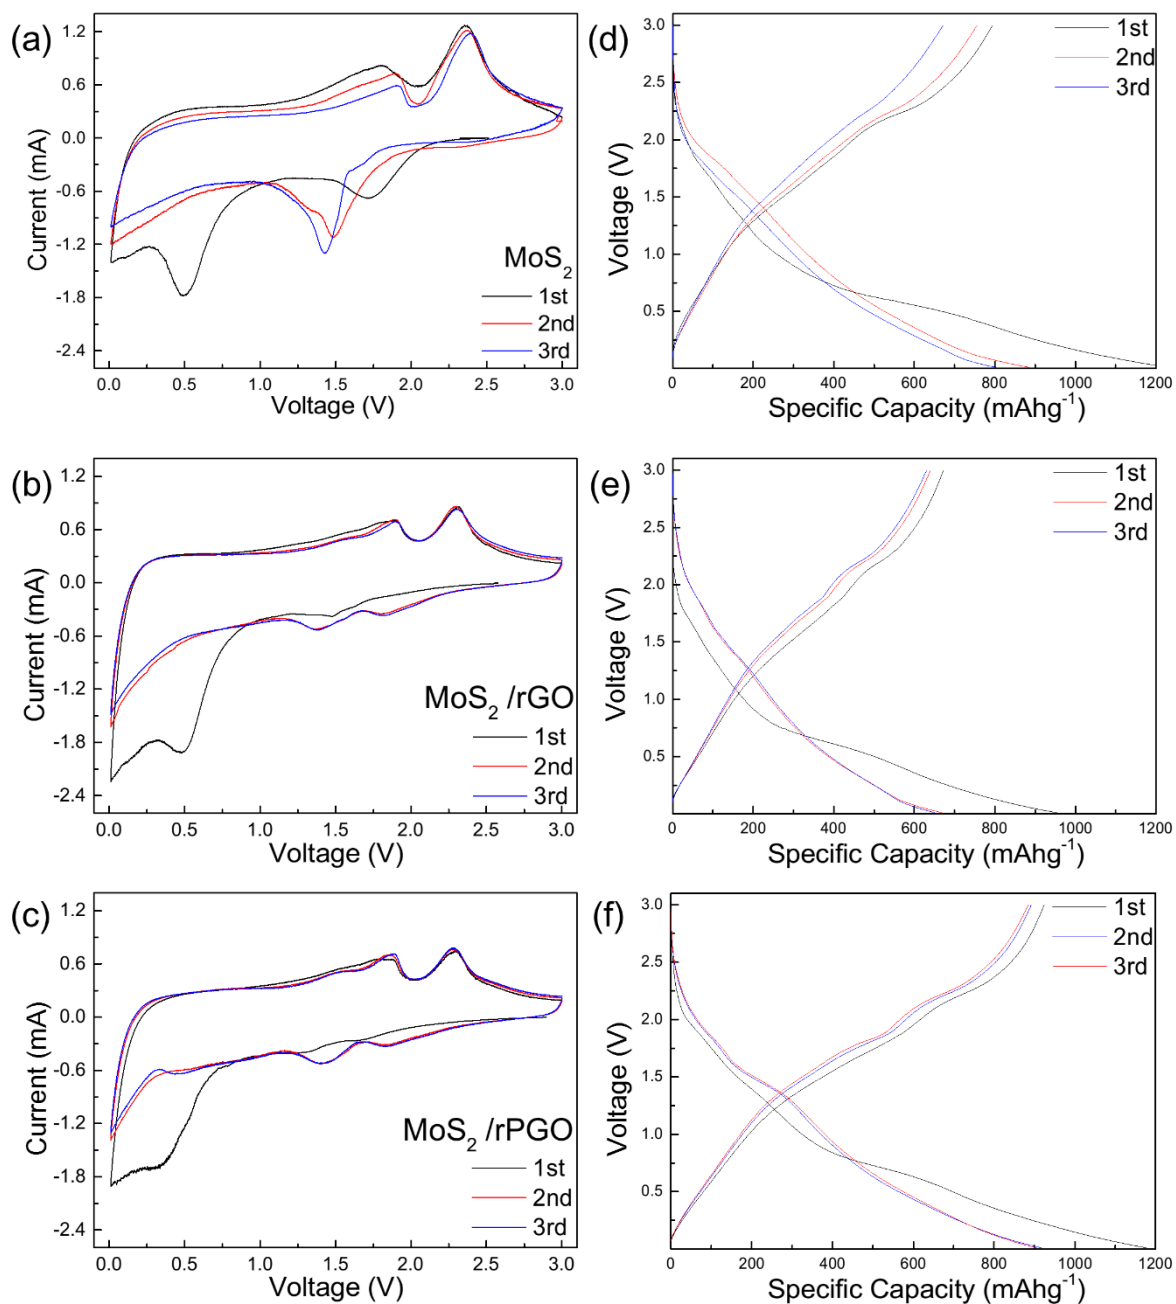 (a)
1.2
0.6
0.0
-0.6
-1.2
-1.8
-2.4
Current (mA)
MoS2
1st
2nd
3rd
0.0 0.5 1.0 1.5 2.0 2.5 3.0
Voltage (V)
(d)
3.0
2.5
2.0
1.5
1.0
0.5
Voltage (V)
1st
2nd
3rd
0 200 400 600 800 1000 1200
Specific Capacity (mAhg-1)
(b)
1.2
0.6
0.0
-0.6
-1.2
-1.8
-2.4
Current (mA)
MoS2 /rGO
1st
2nd
3rd
0.0 0.5 1.0 1.5 2.0 2.5 3.0
Voltage (V)
(e)
3.0
2.5
2.0
1.5
1.0
0.5
Voltage (V)
1st
2nd
3rd
0 200 400 600 800 1000 1200
Specific Capacity (mAhg-1)
(c)
1.2
0.6
0.0
-0.6
-1.2
-1.8
-2.4
Current (mA)
MoS2 /rPGO
1st
2nd
3rd
0.0 0.5 1.0 1.5 2.0 2.5 3.0
Voltage (V)
(f)
3.0
2.5
2.0
1.5
1.0
0.5
Voltage (V)
1st
2nd
3rd
0 200 400 600 800 1000 1200
Specific Capacity (mAhg-1)